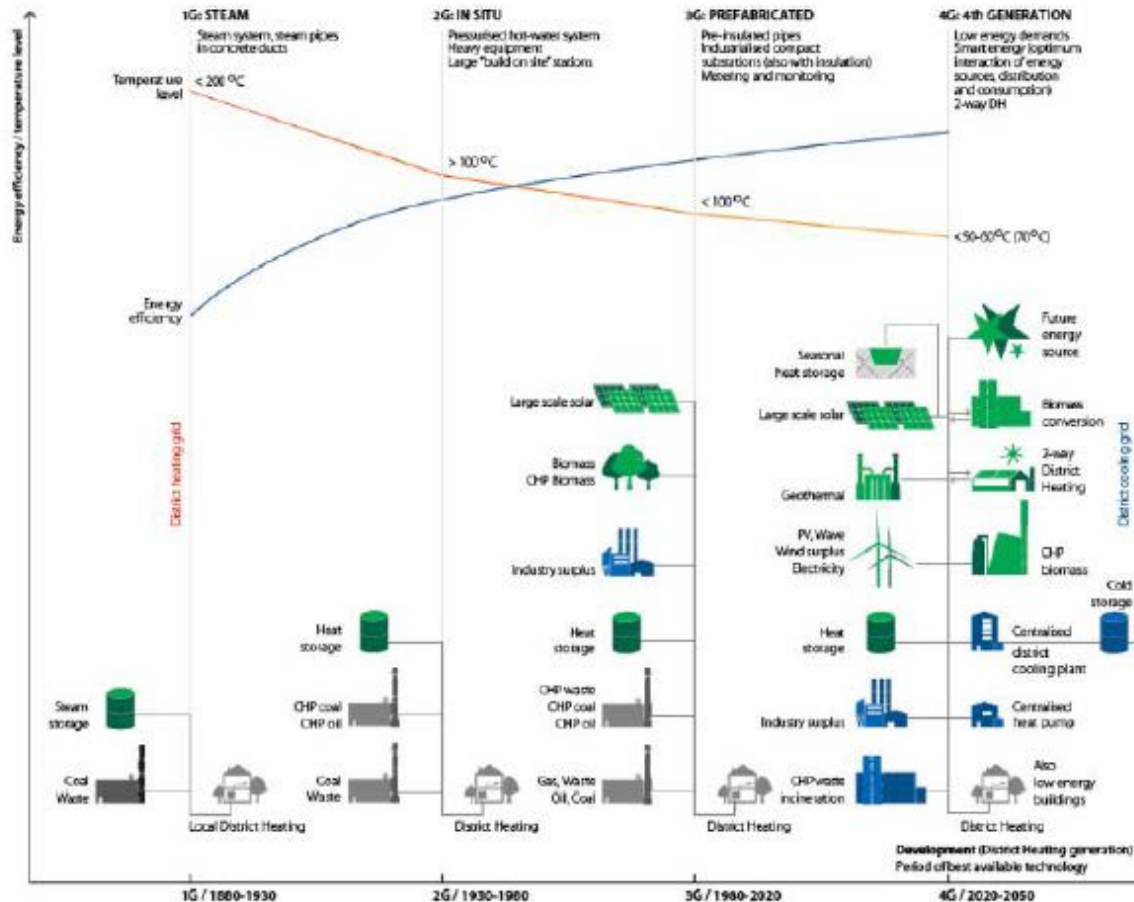 1G: STEAM
Steam system, steam pipes
in concrete ducts
2G: IN SITU
Pressurised hot-water system
Heavy equipment
Large "build on site" stations
3G: PREFABRICATED
Pre-insulated pipes
Industrialised compact
substations (also with insulation)
Metering and monitoring
4G: 4th GENERATION
Low energy demands
Smart energy (optimum
interaction of energy
sources, distribution
and consumption)
2-way DH
Energy efficiency / temperature level
Temperature
level
< 200 °C
> 100 °C
< 100 °C
< 50-60 °C (70 °C)
Energy
efficiency
District heating grid
District cooling grid
Future
energy
source
Seasonal
heat storage
Large scale solar
Large scale solar
Biomass
conversion
Biomass
CHP Biomass
Geothermal
2-way
District
Heating
Industry surplus
PV, Wave
Wind surplus
Electricity
CHP
biomass
Cold
storage
Heat
storage
Heat
storage
Heat
storage
Centralised
district
cooling plant
Steam
storage
CHP coal
CHP oil
CHP waste
CHP coal
CHP oil
Industry surplus
Centralised
heat pump
Coal
Waste
Coal
Waste
Gas, Waste
Oil, Coal
CHP waste
incineration
Also
low energy
buildings
Local District Heating
District Heating
District Heating
District Heating
Development (District Heating generation)
Period of best available technology
1G / 1880-1930
2G / 1930-1980
3G / 1980-2020
4G / 2020-2050